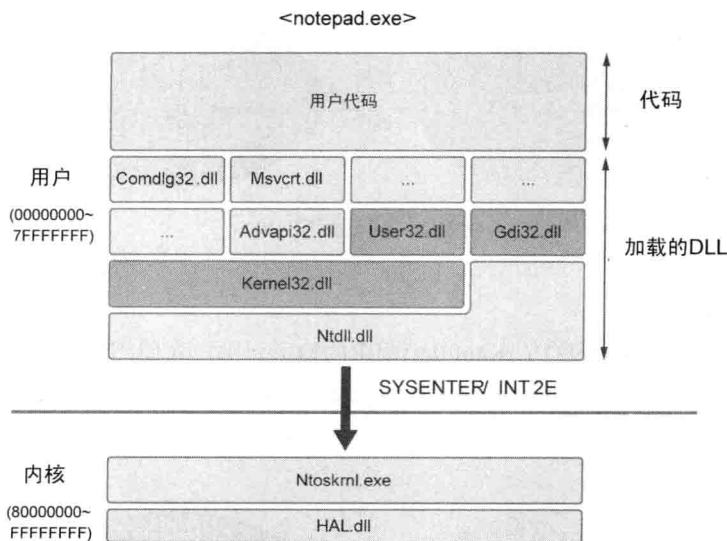 <notepad.exe>
用户代码
代码
用户
(00000000~
7FFFFFFF)
Comdlg32.dll
Msvcrt.dll
...
...
...
Advapi32.dll
User32.dll
Gdi32.dll
加载的DLL
Kernel32.dll
Ntdll.dll
SYSENTER/ INT 2E
内核
(80000000~
FFFFFFFF)
Ntoskrnl.exe
HAL.dll